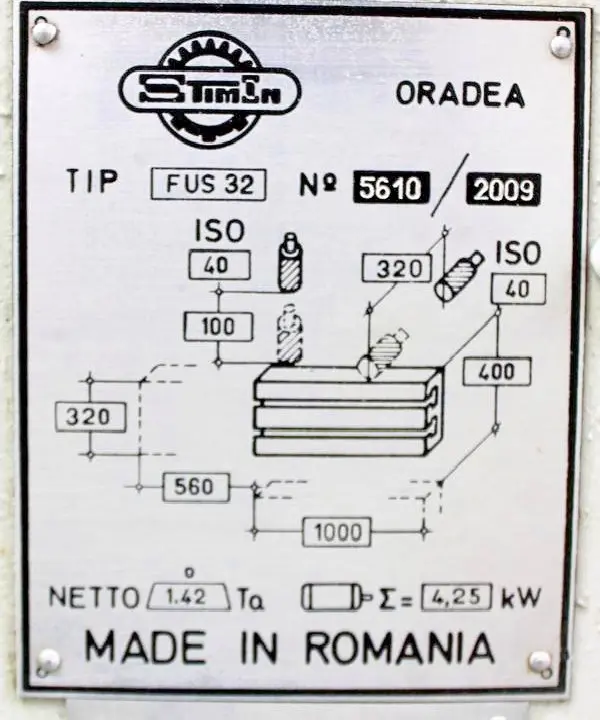 STIMIN ORADEA
TIP FUS 32 Nº 5610 / 2009
ISO
40
100
320
ISO
40
400
320
560
1000
NETTO 1.42 Ta Σ= 4,25 kW
MADE IN ROMANIA